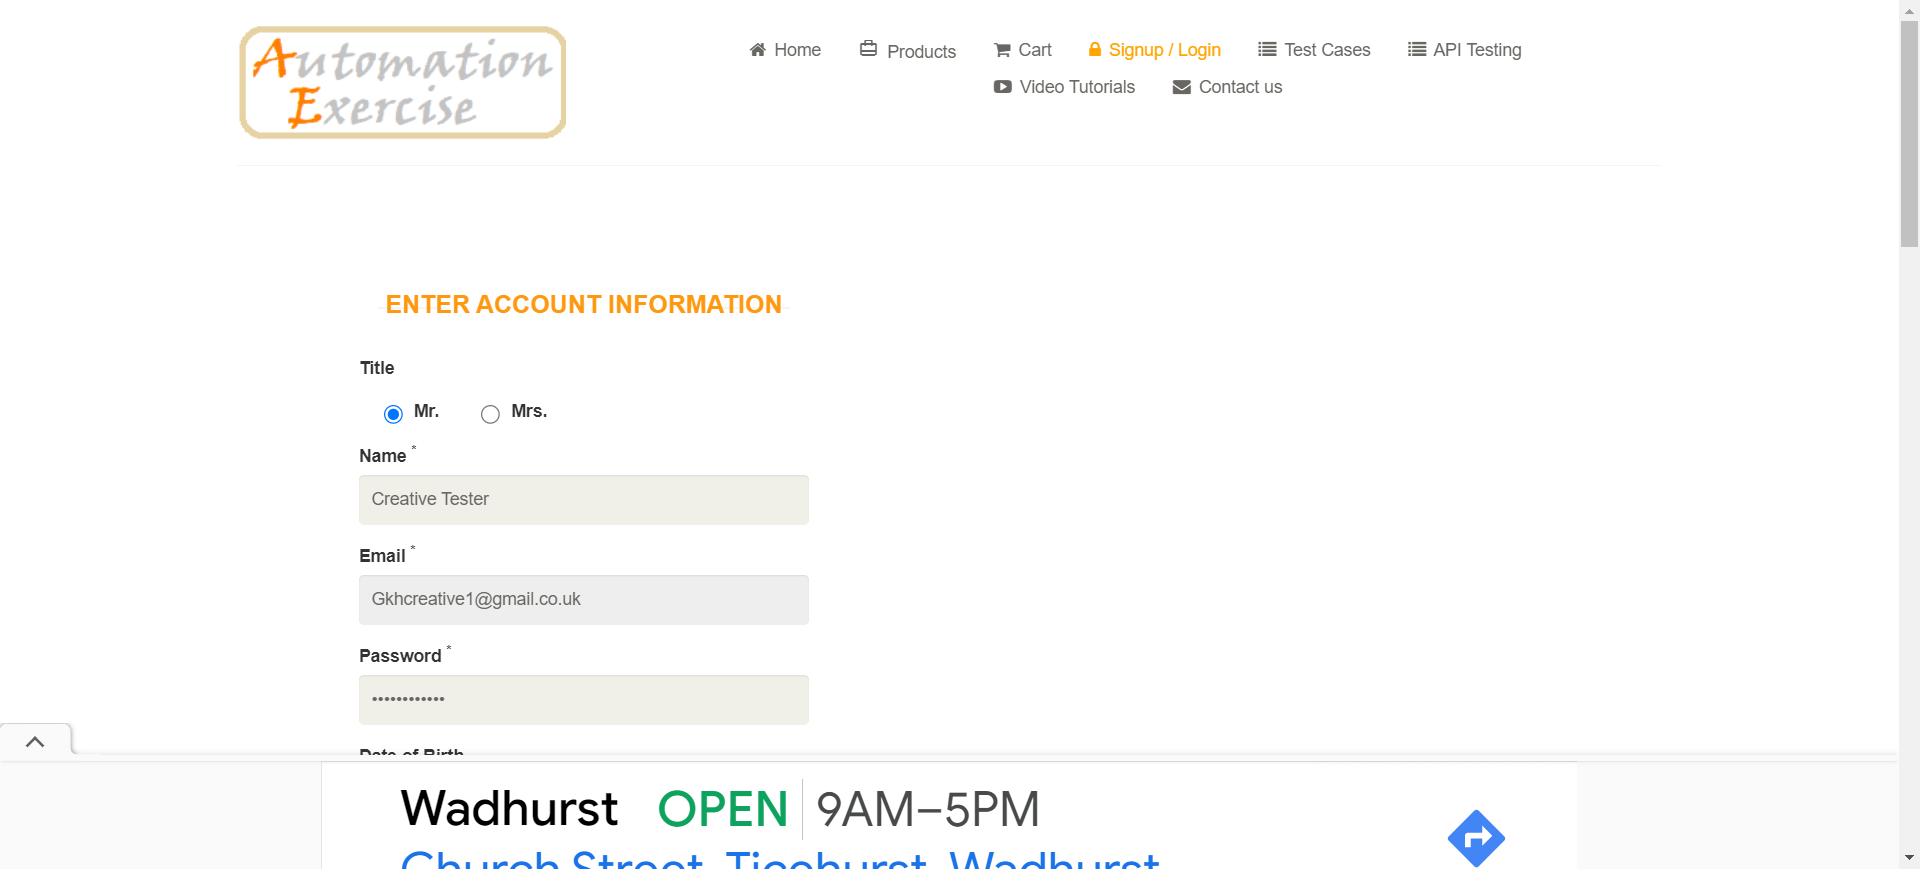 Automation
Exercise
Home
Products
Cart
Signup / Login
Test Cases
API Testing
Video Tutorials
Contact us
ENTER ACCOUNT INFORMATION
Title
Mr.
Mrs.
Name *
Creative Tester
Email *
Gkhcreative1@gmail.co.uk
Password *
••••••••••••
Date of Birth
Wadhurst OPEN 9AM–5PM
Church Street, Ticehurst, Wadhurst